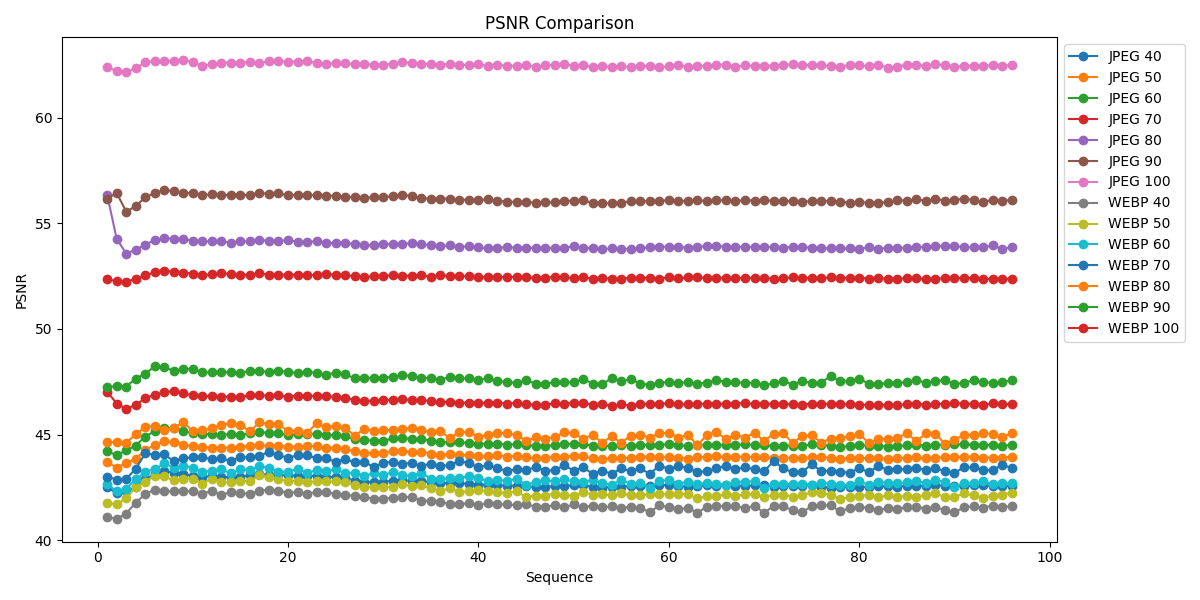 PSNR Comparison
PSNR
60
55
50
45
40
0
20
40
60
80
100
Sequence
JPEG 40
JPEG 50
JPEG 60
JPEG 70
JPEG 80
JPEG 90
JPEG 100
WEBP 40
WEBP 50
WEBP 60
WEBP 70
WEBP 80
WEBP 90
WEBP 100